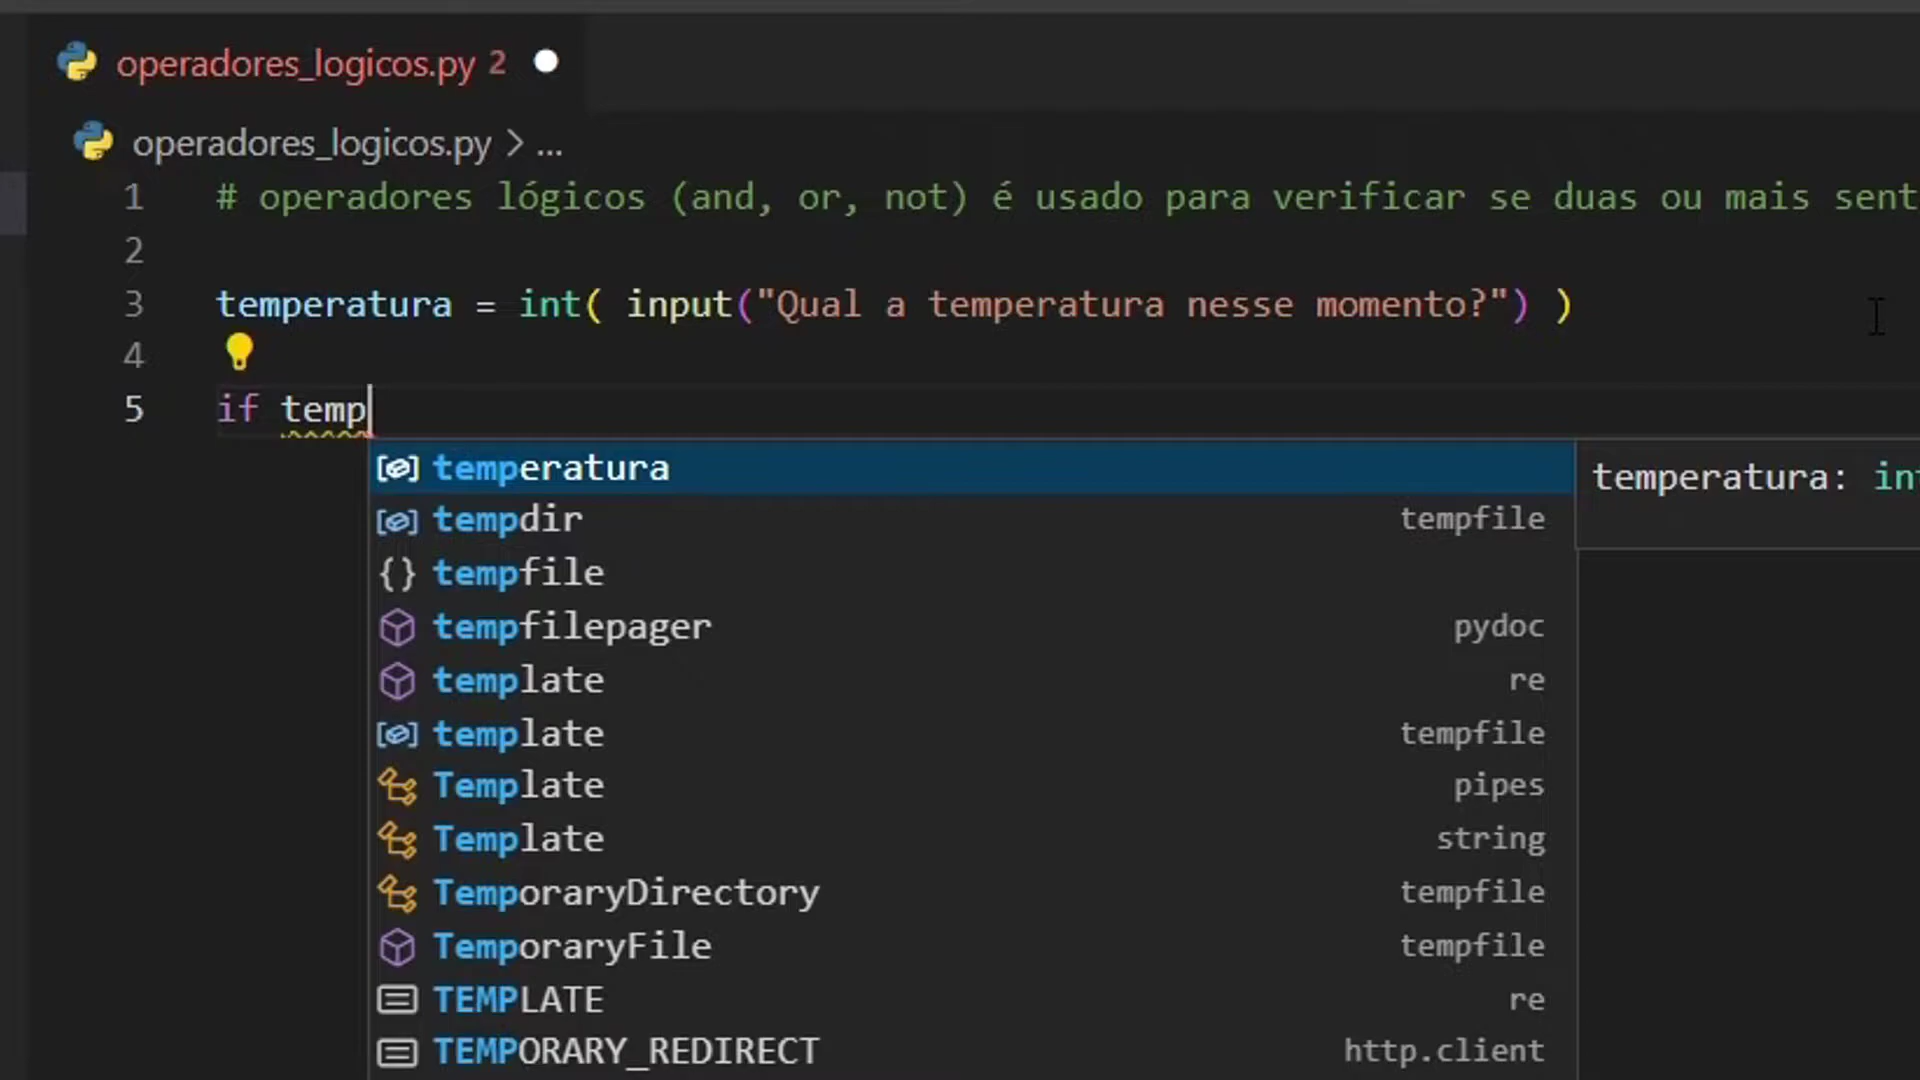 operadores_logicos.py 2
operadores_logicos.py > ...
1 # operadores lógicos (and, or, not) é usado para verificar se duas ou mais sent
2
3 temperatura = int( input("Qual a temperatura nesse momento?") )
4
5 if temp
temperatura
temperatura: int
tempdir tempfile
tempfile
tempfilepager pydoc
template re
template tempfile
Template pipes
Template string
TemporaryDirectory tempfile
TemporaryFile tempfile
TEMPLATE re
TEMPORARY_REDIRECT http.client